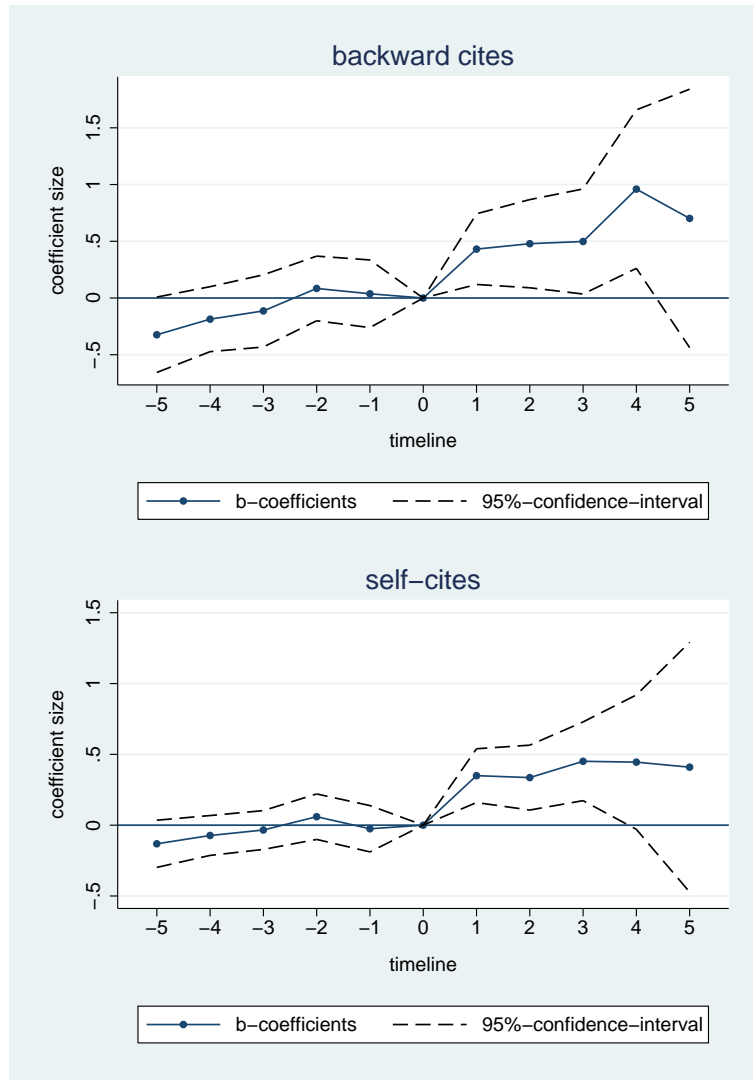 backward cites
coefficient size
1.5
1
.5
0
−.5
−5 −4 −3 −2 −1 0 1 2 3 4 5
timeline
b−coefficients 95%−confidence−interval
self−cites
coefficient size
1.5
1
.5
0
−.5
−5 −4 −3 −2 −1 0 1 2 3 4 5
timeline
b−coefficients 95%−confidence−interval